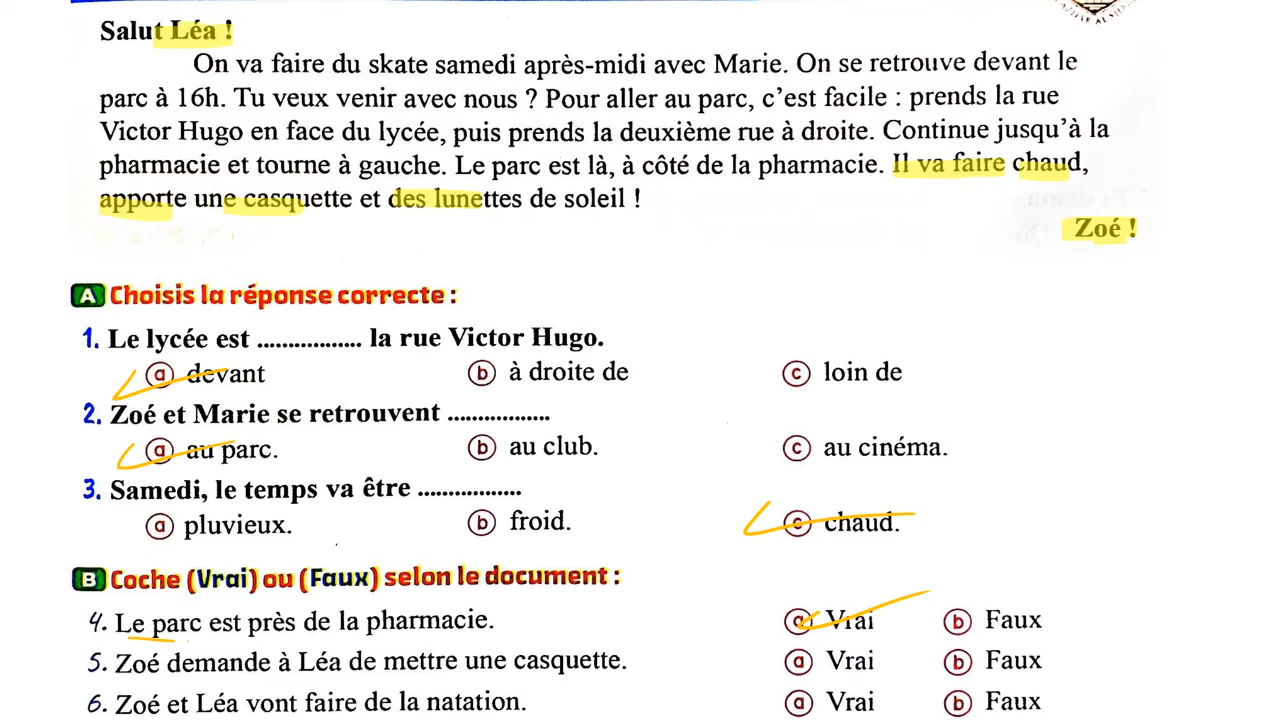 Salut Léa !
On va faire du skate samedi après-midi avec Marie. On se retrouve devant le
parc à 16h. Tu veux venir avec nous ? Pour aller au parc, c'est facile : prends la rue
Victor Hugo en face du lycée, puis prends la deuxième rue à droite. Continue jusqu'à la
pharmacie et tourne à gauche. Le parc est là, à côté de la pharmacie. Il va faire chaud,
apporte une casquette et des lunettes de soleil !
Zoé !
A Choisis la réponse correcte :
1. Le lycée est ................. la rue Victor Hugo.
a devant b à droite de c loin de
2. Zoé et Marie se retrouvent .................
a au parc. b au club. c au cinéma.
3. Samedi, le temps va être .................
a pluvieux. b froid. c chaud.
B Coche (Vrai) ou (Faux) selon le document :
4. Le parc est près de la pharmacie. a Vrai b Faux
5. Zoé demande à Léa de mettre une casquette. a Vrai b Faux
6. Zoé et Léa vont faire de la natation. a Vrai b Faux